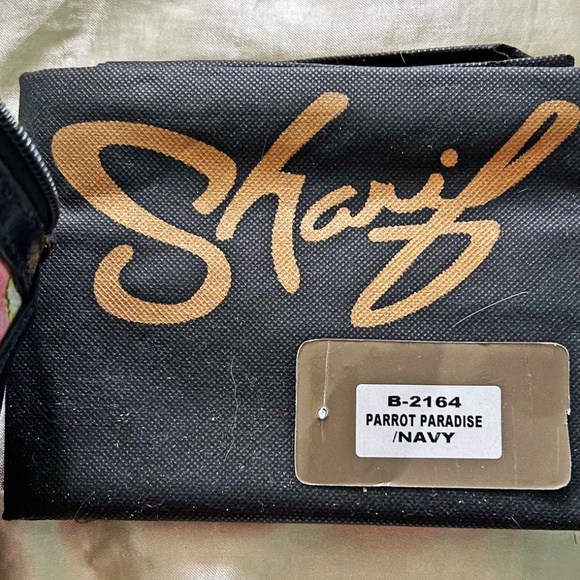 Sharif
B-2164
PARROT PARADISE
/NAVY